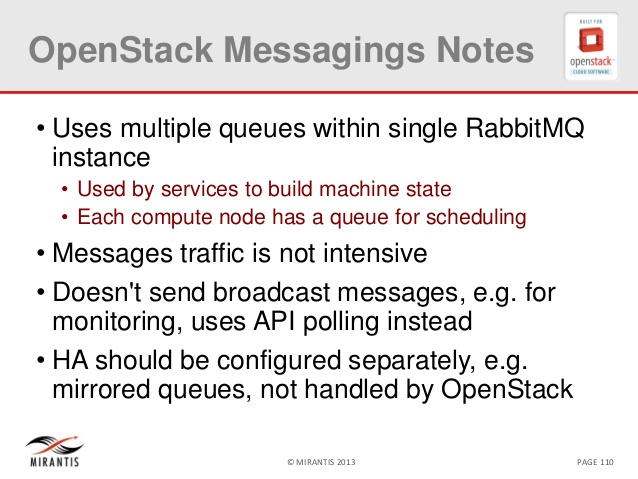 OpenStack Messagings Notes
BUILT FOR
openstack™
CLOUD SOFTWARE
• Uses multiple queues within single RabbitMQ
instance
• Used by services to build machine state
• Each compute node has a queue for scheduling
• Messages traffic is not intensive
• Doesn't send broadcast messages, e.g. for
monitoring, uses API polling instead
• HA should be configured separately, e.g.
mirrored queues, not handled by OpenStack
MIRANTIS
© MIRANTIS 2013
PAGE 110